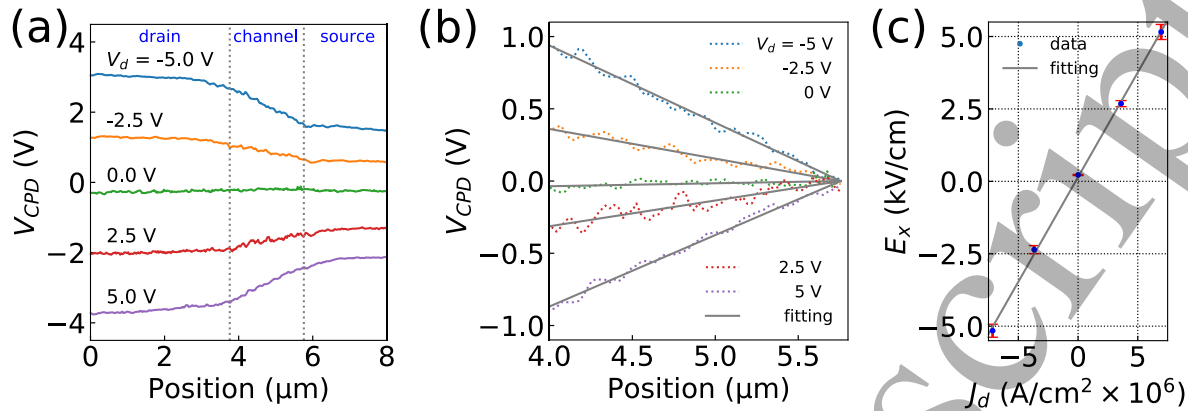 (a)
drain channel source
V_d = -5.0 V
-2.5 V
0.0 V
2.5 V
5.0 V
4
2
0
−2
−4
V_CPD (V)
0 2 4 6 8
Position (μm)
(b)
V_d = -5 V
-2.5 V
0 V
2.5 V
5 V
fitting
1.0
0.5
0.0
−0.5
−1.0
V_CPD (V)
4.0 4.5 5.0 5.5
Position (μm)
(c)
data
fitting
5.0
2.5
0.0
−2.5
−5.0
E_x (kV/cm)
−5 0 5
J_d (A/cm² × 10⁶)